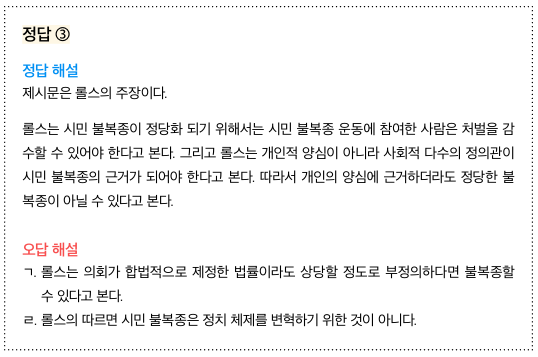 정답 ③
정답 해설
제시문은 롤스의 주장이다.
롤스는 시민 불복종이 정당화 되기 위해서는 시민 불복종 운동에 참여한 사람은 처벌을 감
수할 수 있어야 한다고 본다. 그리고 롤스는 개인적 양심이 아니라 사회적 다수의 정의관이
시민 불복종의 근거가 되어야 한다고 본다. 따라서 개인의 양심에 근거하더라도 정당한 불
복종이 아닐 수 있다고 본다.
오답 해설
ㄱ. 롤스는 의회가 합법적으로 제정한 법률이라도 상당할 정도로 부정의하다면 불복종할
수 있다고 본다.
ㄹ. 롤스의 따르면 시민 불복종은 정치 체제를 변혁하기 위한 것이 아니다.